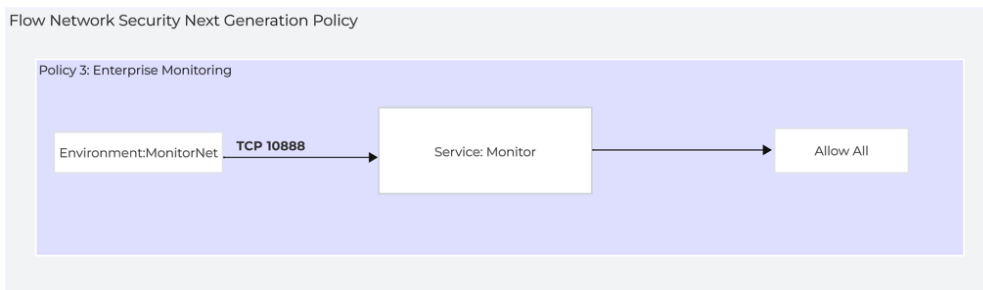 Flow Network Security Next Generation Policy
Policy 3: Enterprise Monitoring
Environment:MonitorNet
TCP 10888
Service: Monitor
Allow All